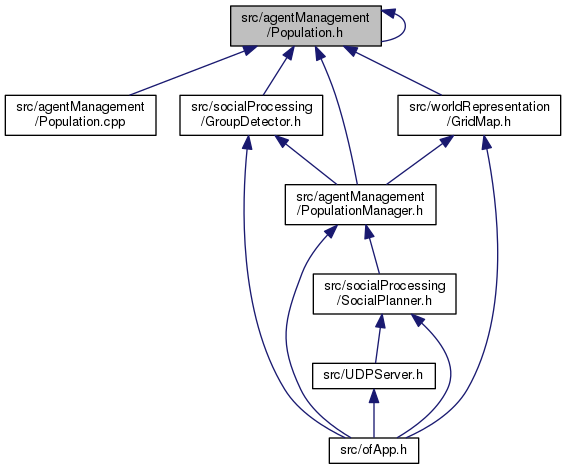 src/agentManagement
/Population.h
src/agentManagement
/Population.cpp
src/socialProcessing
/GroupDetector.h
src/worldRepresentation
/GridMap.h
src/agentManagement
/PopulationManager.h
src/socialProcessing
/SocialPlanner.h
src/UDPServer.h
src/ofApp.h